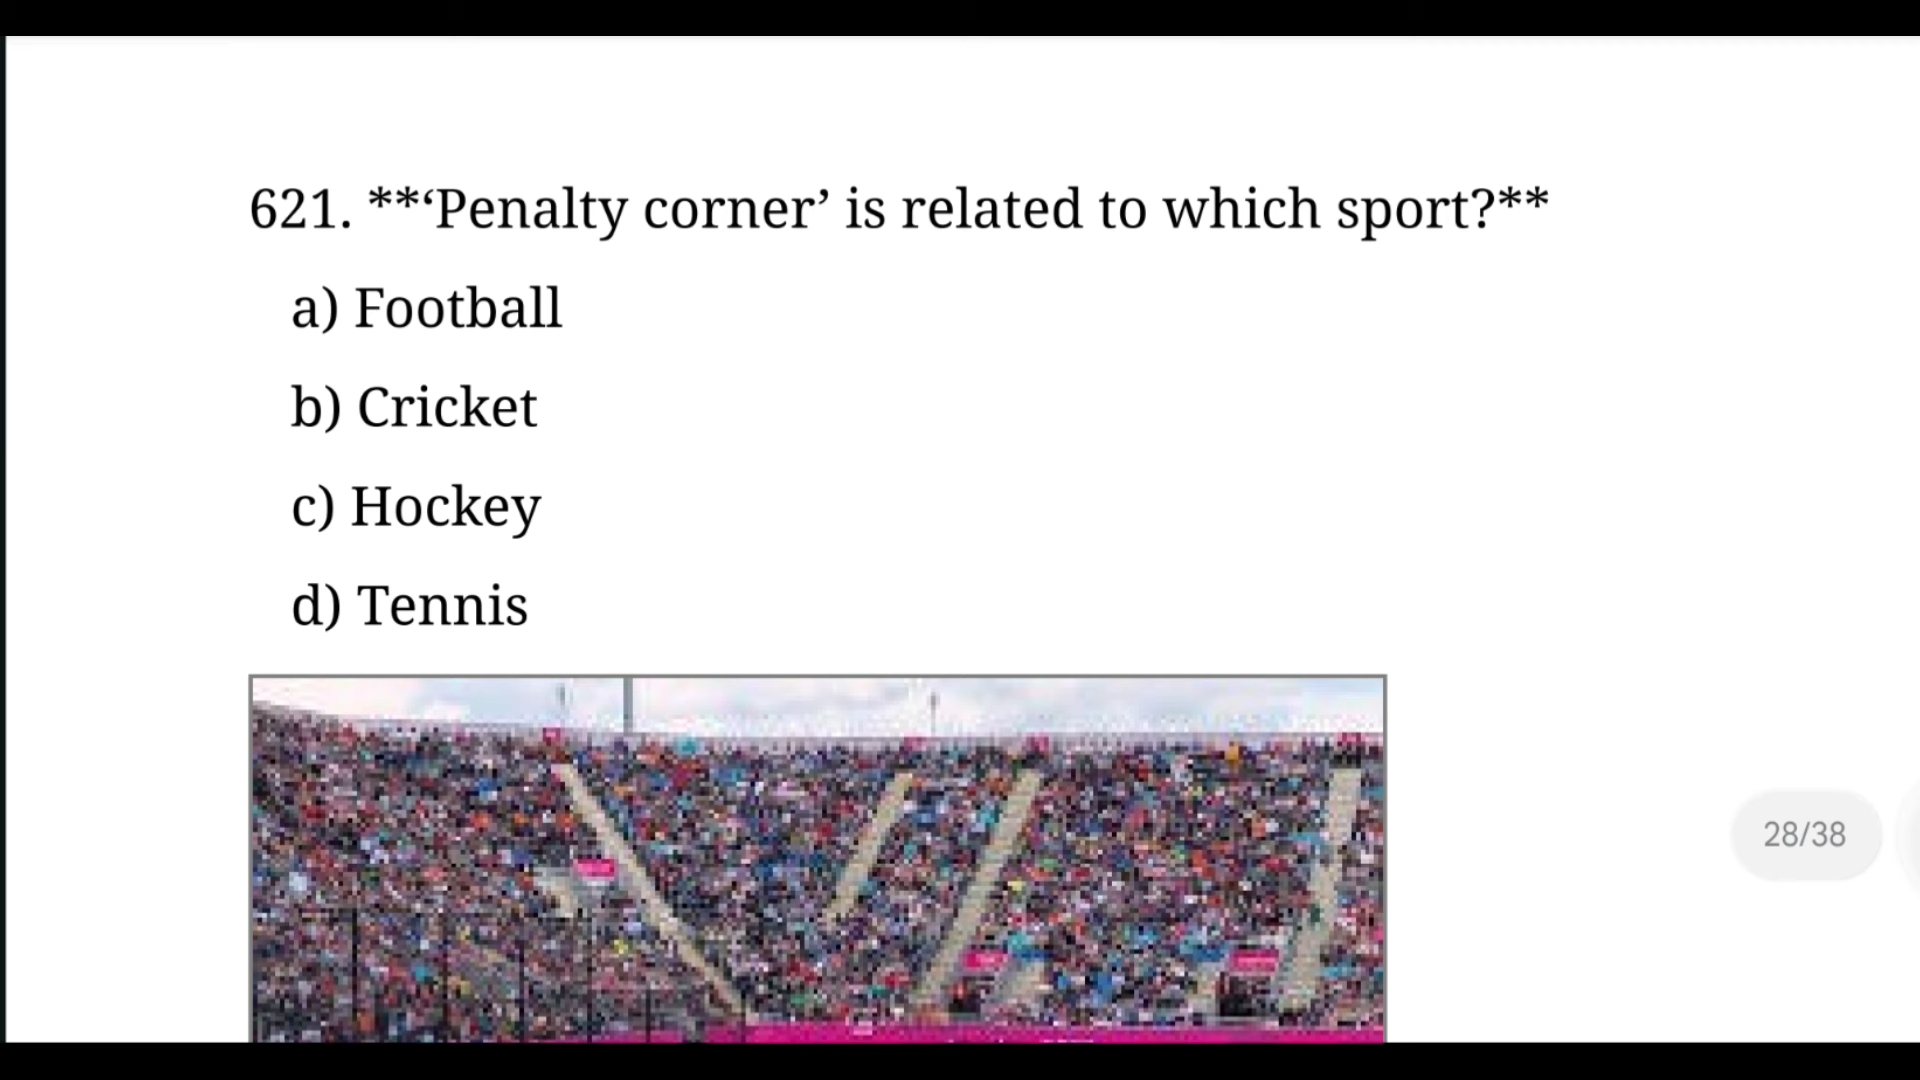 621. **‘Penalty corner’ is related to which sport?**
a) Football
b) Cricket
c) Hockey
d) Tennis
28/38